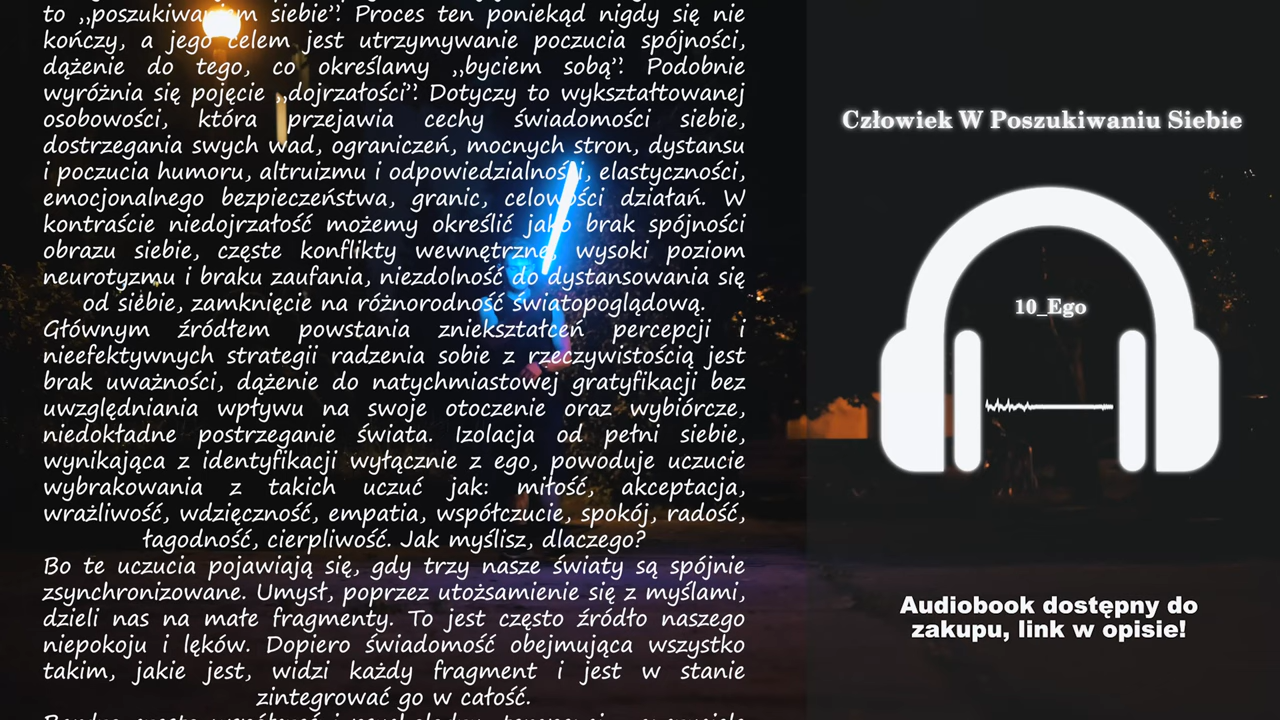 to ,,poszukiwaniem siebie”. Proces ten poniekąd nigdy się nie
kończy, a jego celem jest utrzymywanie poczucia spójności,
dążenie do tego, co określamy ,,byciem sobą”. Podobnie
wyróżnia się pojęcie ,,dojrzałości”. Dotyczy to wykształtowanej
osobowości, która przejawia cechy świadomości siebie,
dostrzegania swych wad, ograniczeń, mocnych stron, dystansu
i poczucia humoru, altruizmu i odpowiedzialności, elastyczności,
emocjonalnego bezpieczeństwa, granic, celowości działań. W
kontraście niedojrzałość możemy określić jako brak spójności
obrazu siebie, częste konflikty wewnętrzne, wysoki poziom
neurotyzmu i braku zaufania, niezdolność do dystansowania się
od siebie, zamknięcie na różnorodność światopoglądową.
Głównym źródłem powstania zniekształceń percepcji i
nieefektywnych strategii radzenia sobie z rzeczywistością jest
brak uważności, dążenie do natychmiastowej gratyfikacji bez
uwzględniania wpływu na swoje otoczenie oraz wybiórcze,
niedokładne postrzeganie świata. Izolacja od pełni siebie,
wynikająca z identyfikacji wyłącznie z ego, powoduje uczucie
wybrakowania z takich uczuć jak: miłość, akceptacja,
wrażliwość, wdzięczność, empatia, współczucie, spokój, radość,
łagodność, cierpliwość. Jak myślisz, dlaczego?
Bo te uczucia pojawiają się, gdy trzy nasze światy są spójnie
zsynchronizowane. Umysł, poprzez utożsamienie się z myślami,
dzieli nas na małe fragmenty. To jest często źródło naszego
niepokoju i lęków. Dopiero świadomość obejmująca wszystko
takim, jakie jest, widzi każdy fragment i jest w stanie
zintegrować go w całość.
Człowiek W Poszukiwaniu Siebie
10_Ego
Audiobook dostępny do
zakupu, link w opisie!